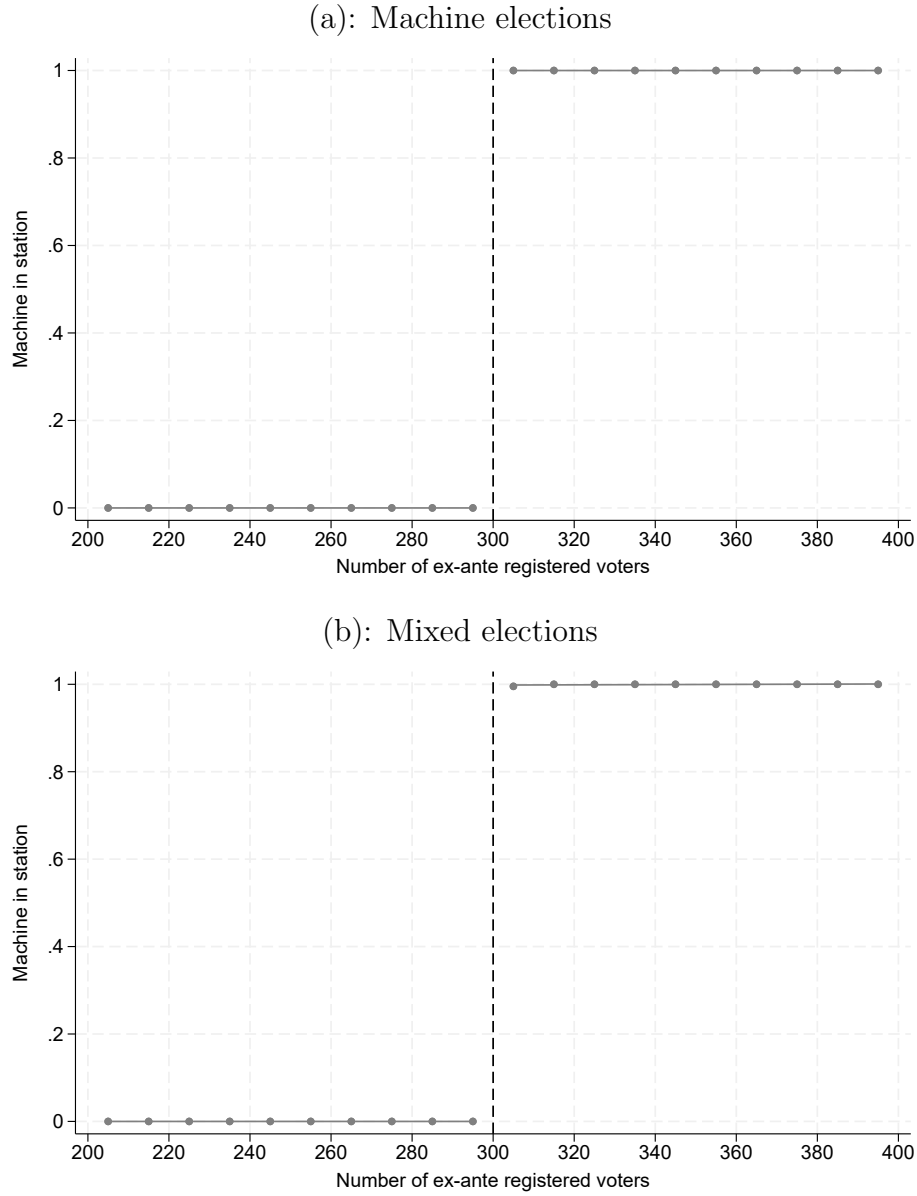 (a): Machine elections
1
.8
.6
.4
.2
0
Machine in station
200 220 240 260 280 300 320 340 360 380 400
Number of ex-ante registered voters
(b): Mixed elections
1
.8
.6
.4
.2
0
Machine in station
200 220 240 260 280 300 320 340 360 380 400
Number of ex-ante registered voters